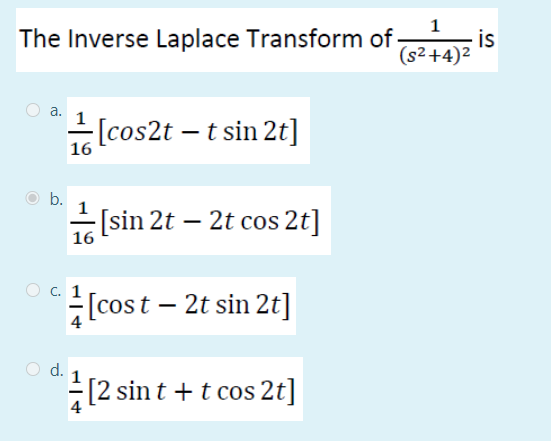 The Inverse Laplace Transform of 1/(s²+4)² is
a. 1/16 [cos2t – t sin 2t]
b. 1/16 [sin 2t – 2t cos 2t]
c. 1/4 [cos t – 2t sin 2t]
d. 1/4 [2 sin t + t cos 2t]